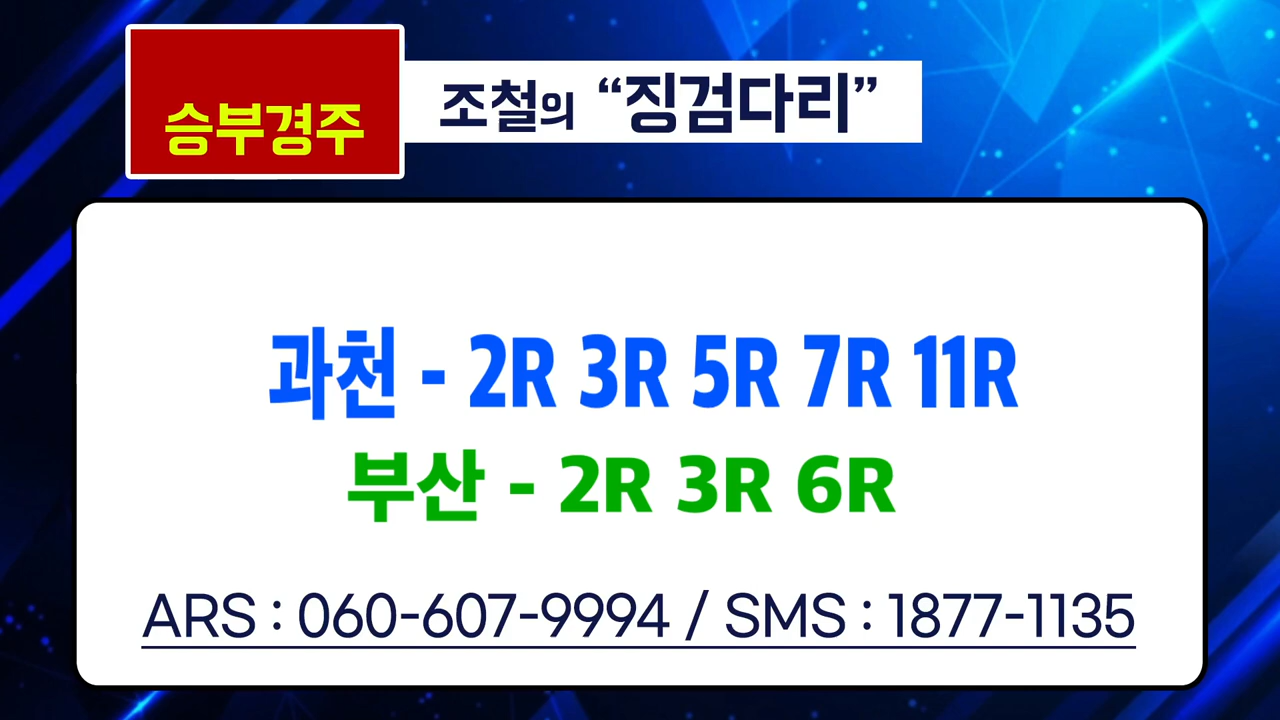 승부경주
조철의 “징검다리”
과천 - 2R 3R 5R 7R 11R
부산 - 2R 3R 6R
ARS : 060-607-9994 / SMS : 1877-1135